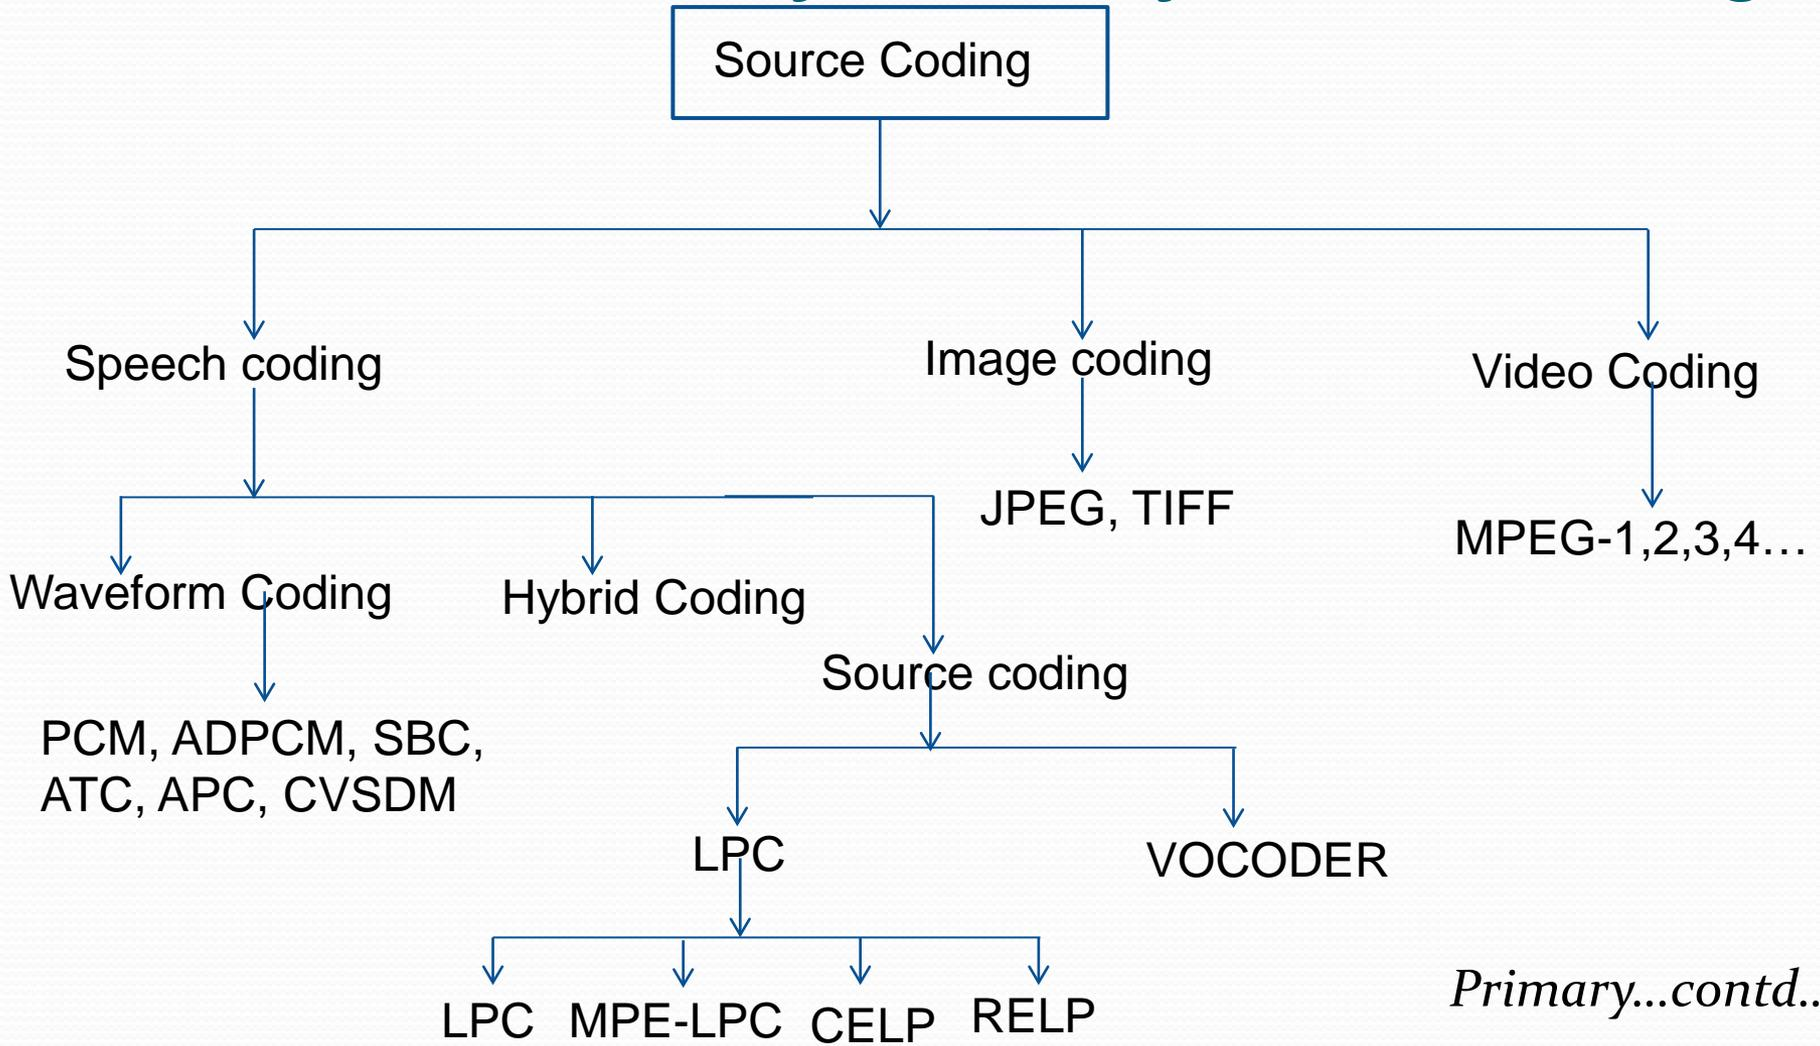 Source Coding
Speech coding
Image coding
Video Coding
JPEG, TIFF
MPEG-1,2,3,4…
Waveform Coding
Hybrid Coding
Source coding
PCM, ADPCM, SBC,
ATC, APC, CVSDM
LPC
VOCODER
LPC
MPE-LPC
CELP
RELP
Primary...contd..